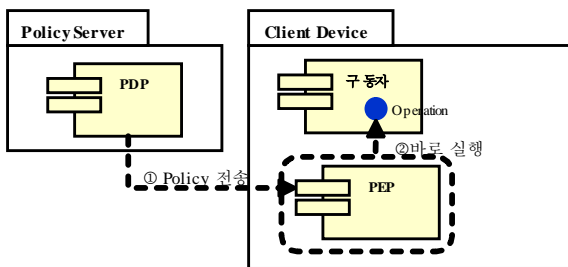 Policy Server
Client Device
PDP
구동자
Operation
②바로 실행
① Policy 전송
PEP